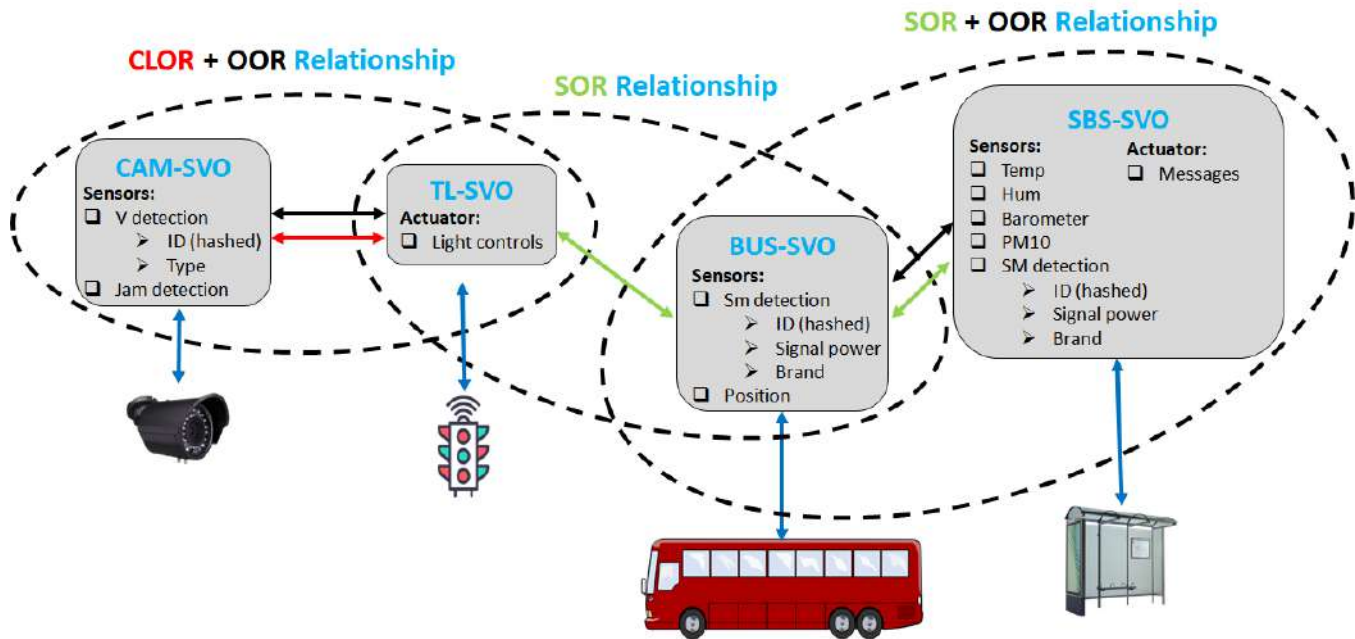 SOR + OOR Relationship
CLOR + OOR Relationship
SOR Relationship
CAM-SVO
Sensors:
V detection
ID (hashed)
Type
Jam detection
TL-SVO
Actuator:
Light controls
BUS-SVO
Sensors:
Sm detection
ID (hashed)
Signal power
Brand
Position
SBS-SVO
Sensors:
Temp
Hum
Barometer
PM10
SM detection
ID (hashed)
Signal power
Brand
Actuator:
Messages